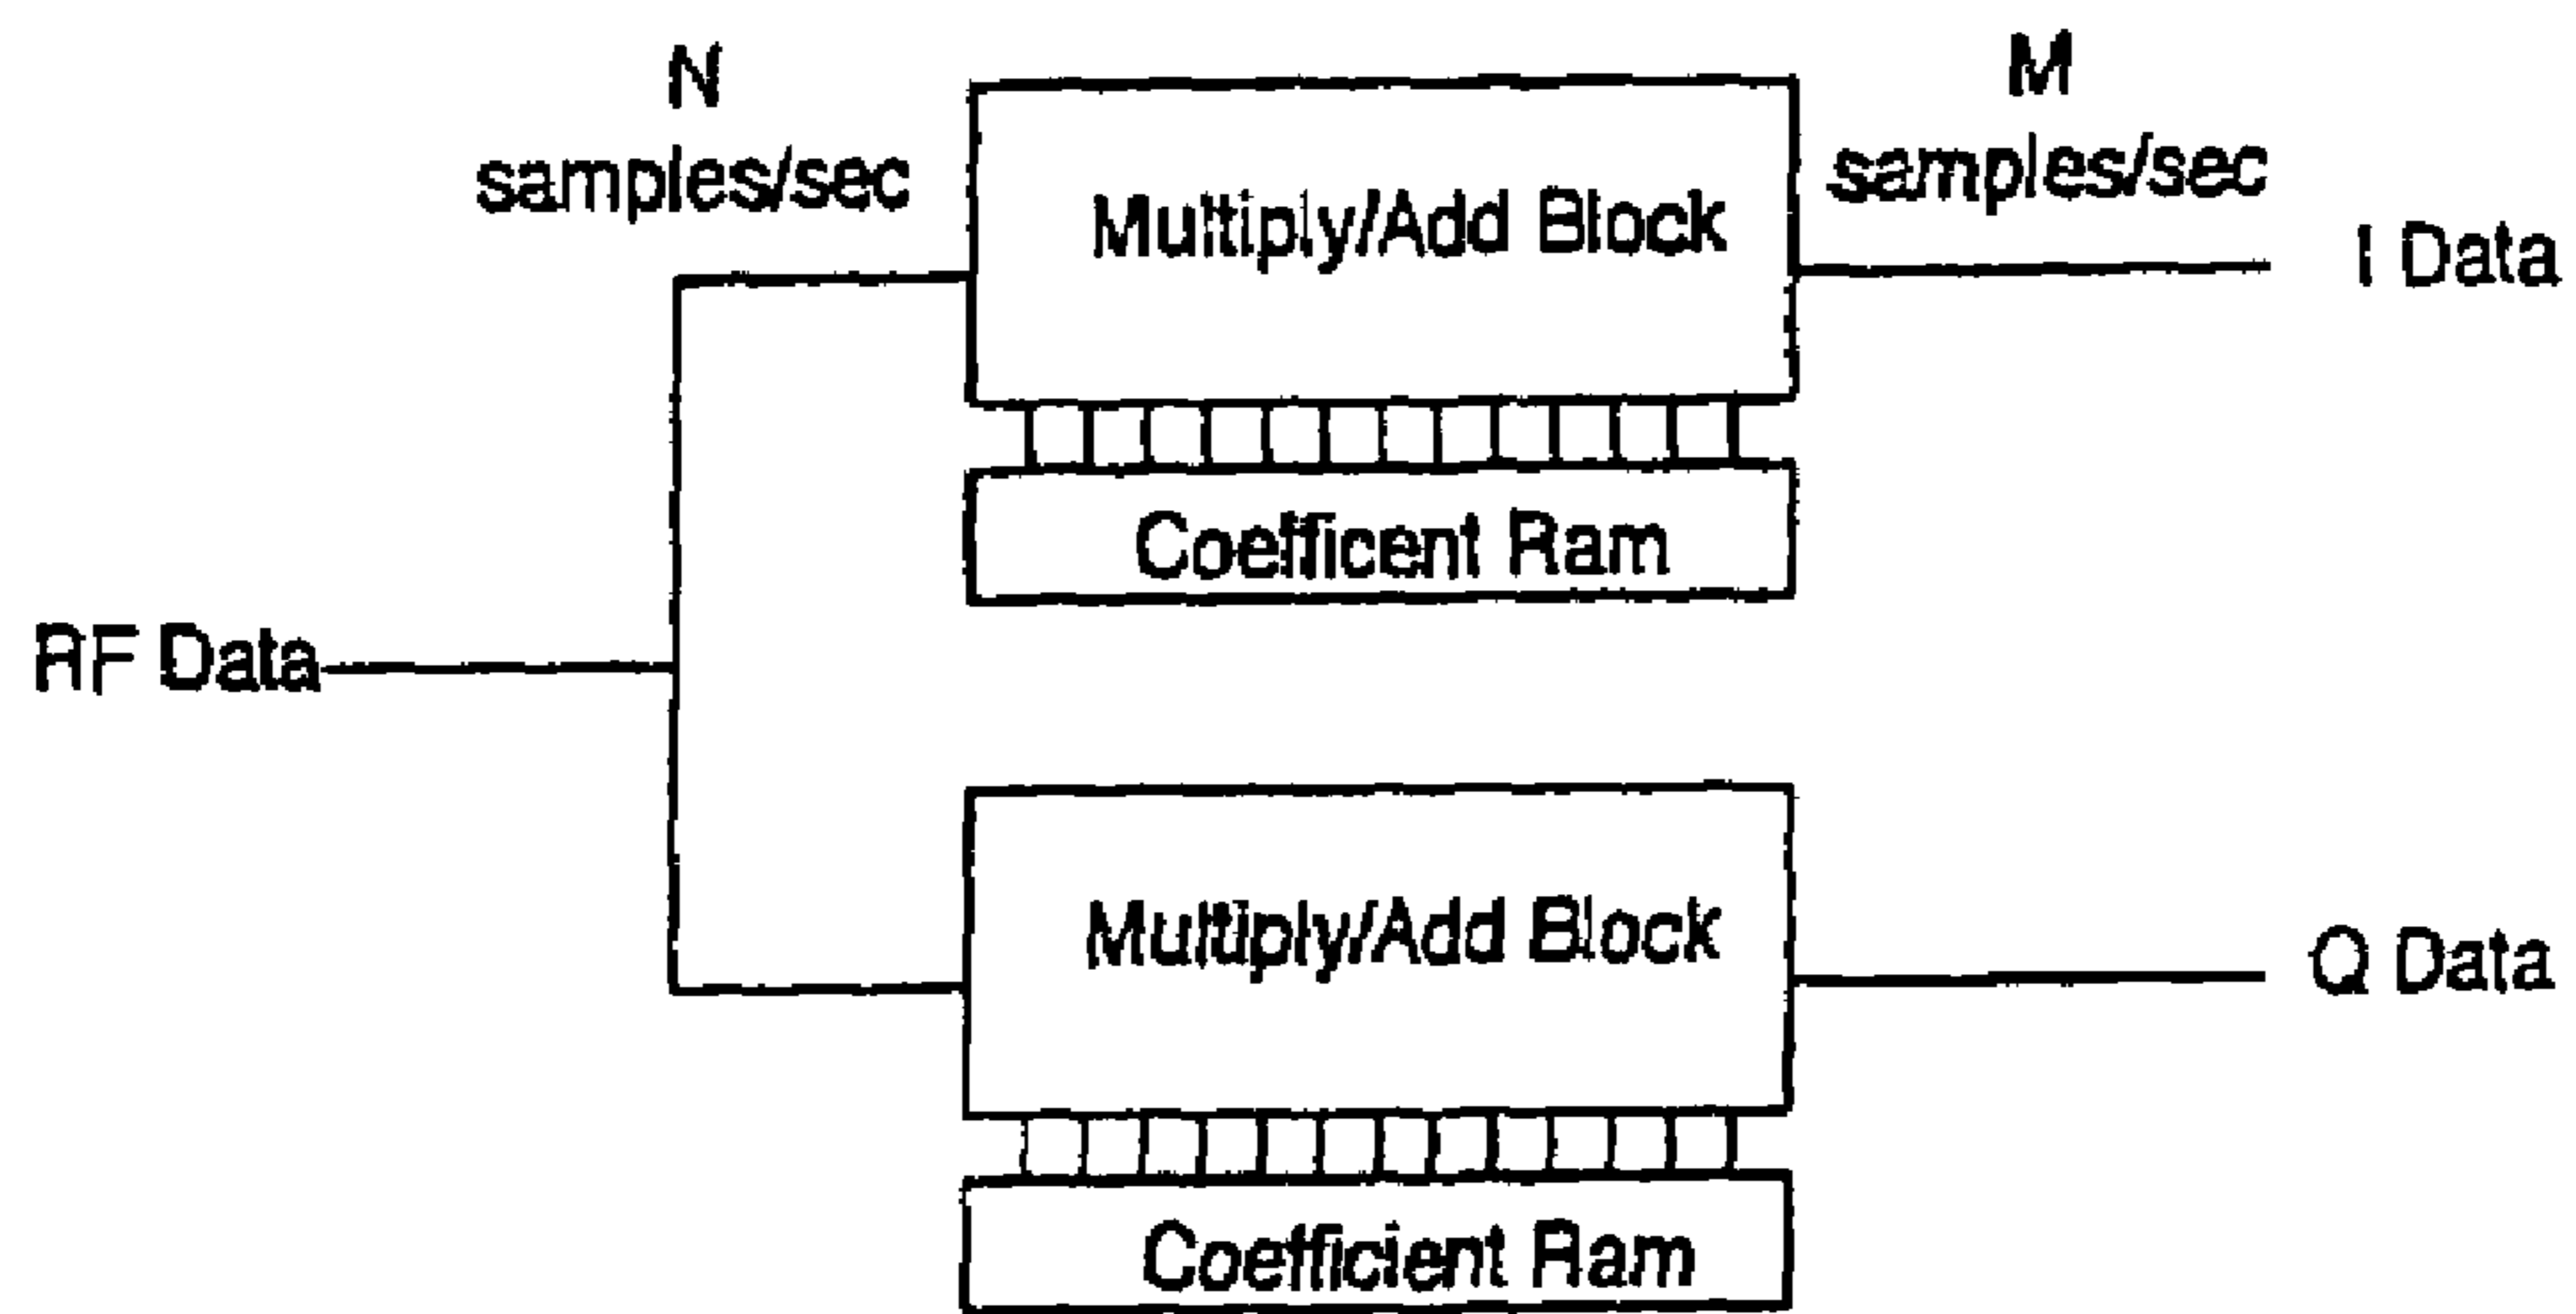 N
samples/sec
Multiply/Add Block
M
samples/sec
I Data
Coefficent Ram
RF Data
Multiply/Add Block
Q Data
Coefficient Ram